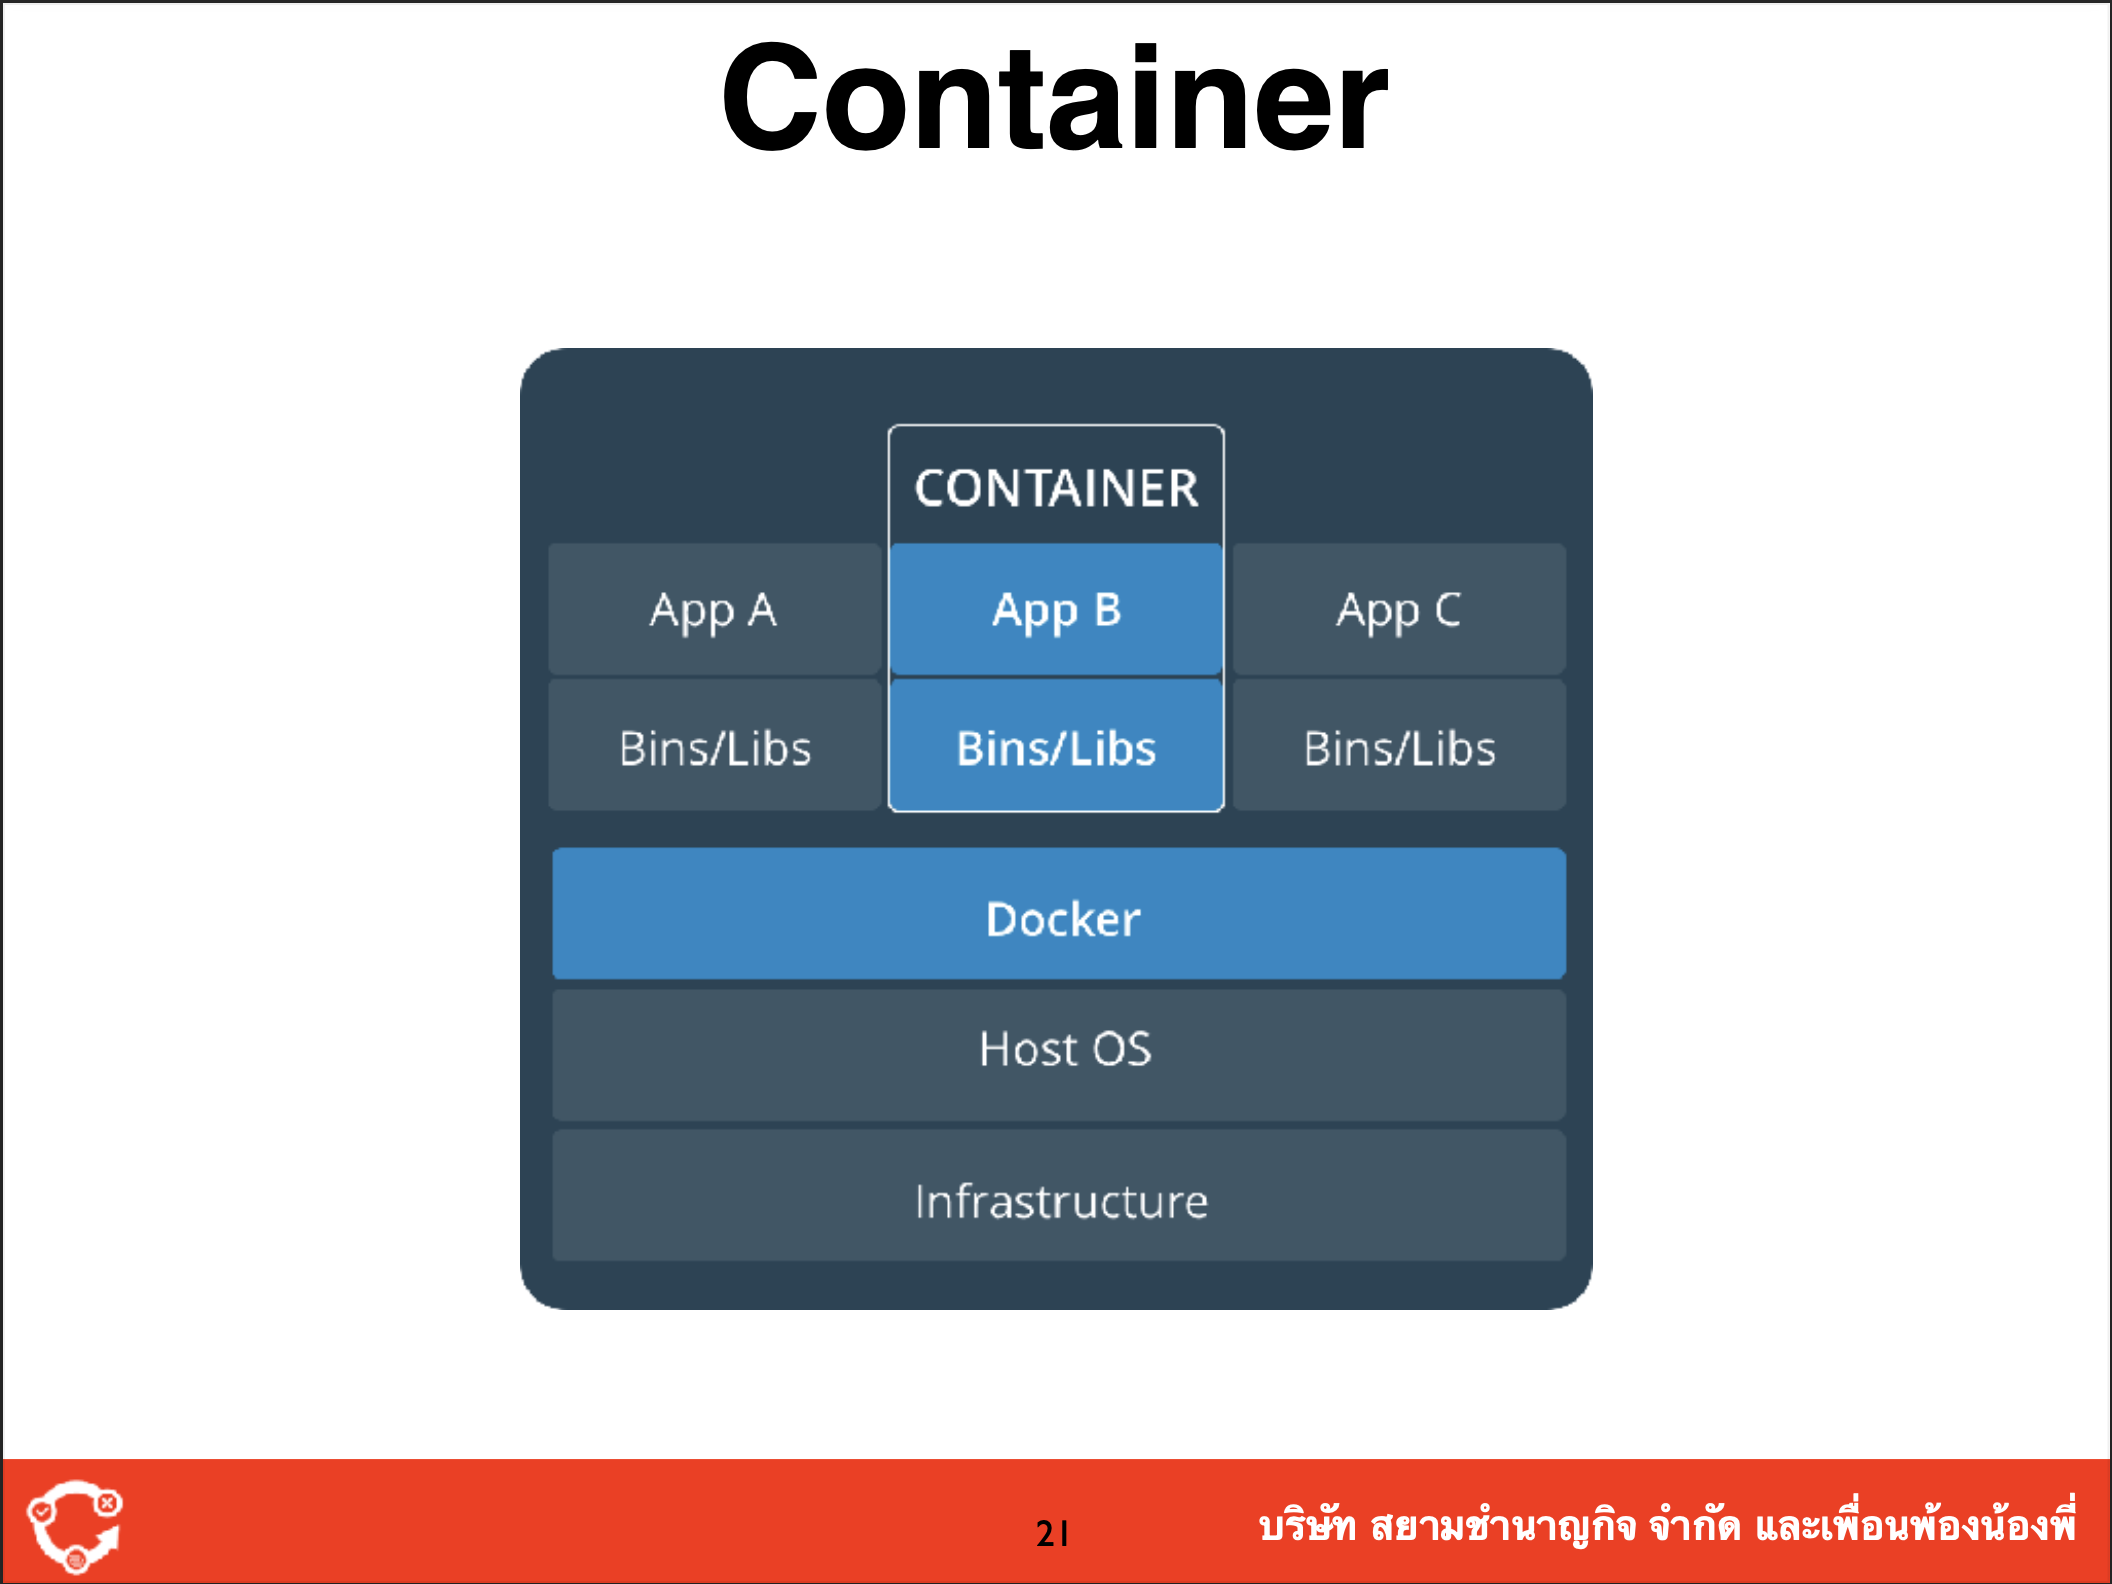 Container
CONTAINER
App A
App B
App C
Bins/Libs
Bins/Libs
Bins/Libs
Docker
Host OS
Infrastructure
21
บริษัท สยามชำนาญกิจ จำกัด และเพื่อนพ้องน้องพี่